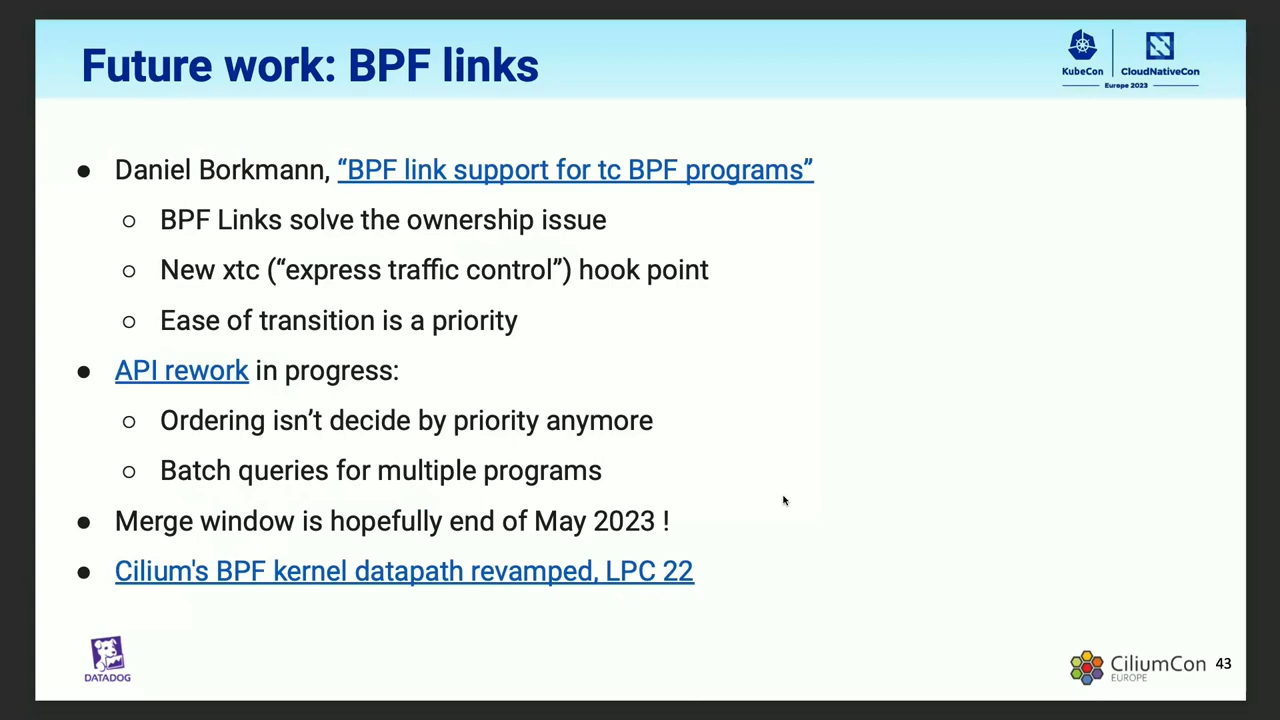 Future work: BPF links
KubeCon
CloudNativeCon
Europe 2023
● Daniel Borkmann, “BPF link support for tc BPF programs”
○ BPF Links solve the ownership issue
○ New xtc (“express traffic control”) hook point
○ Ease of transition is a priority
● API rework in progress:
○ Ordering isn’t decide by priority anymore
○ Batch queries for multiple programs
● Merge window is hopefully end of May 2023 !
● Cilium's BPF kernel datapath revamped, LPC 22
DATADOG
CiliumCon
EUROPE
43